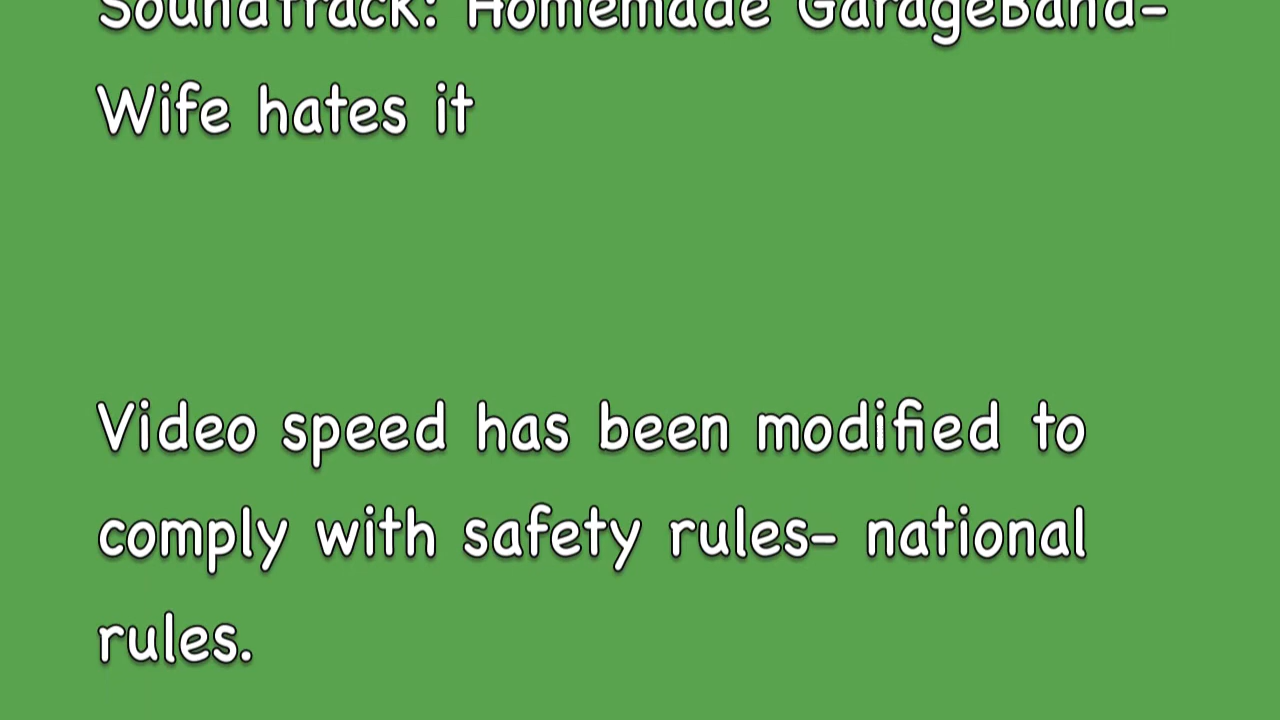 Soundtrack: Homemade GarageBand-
Wife hates it
Video speed has been modified to
comply with safety rules- national
rules.